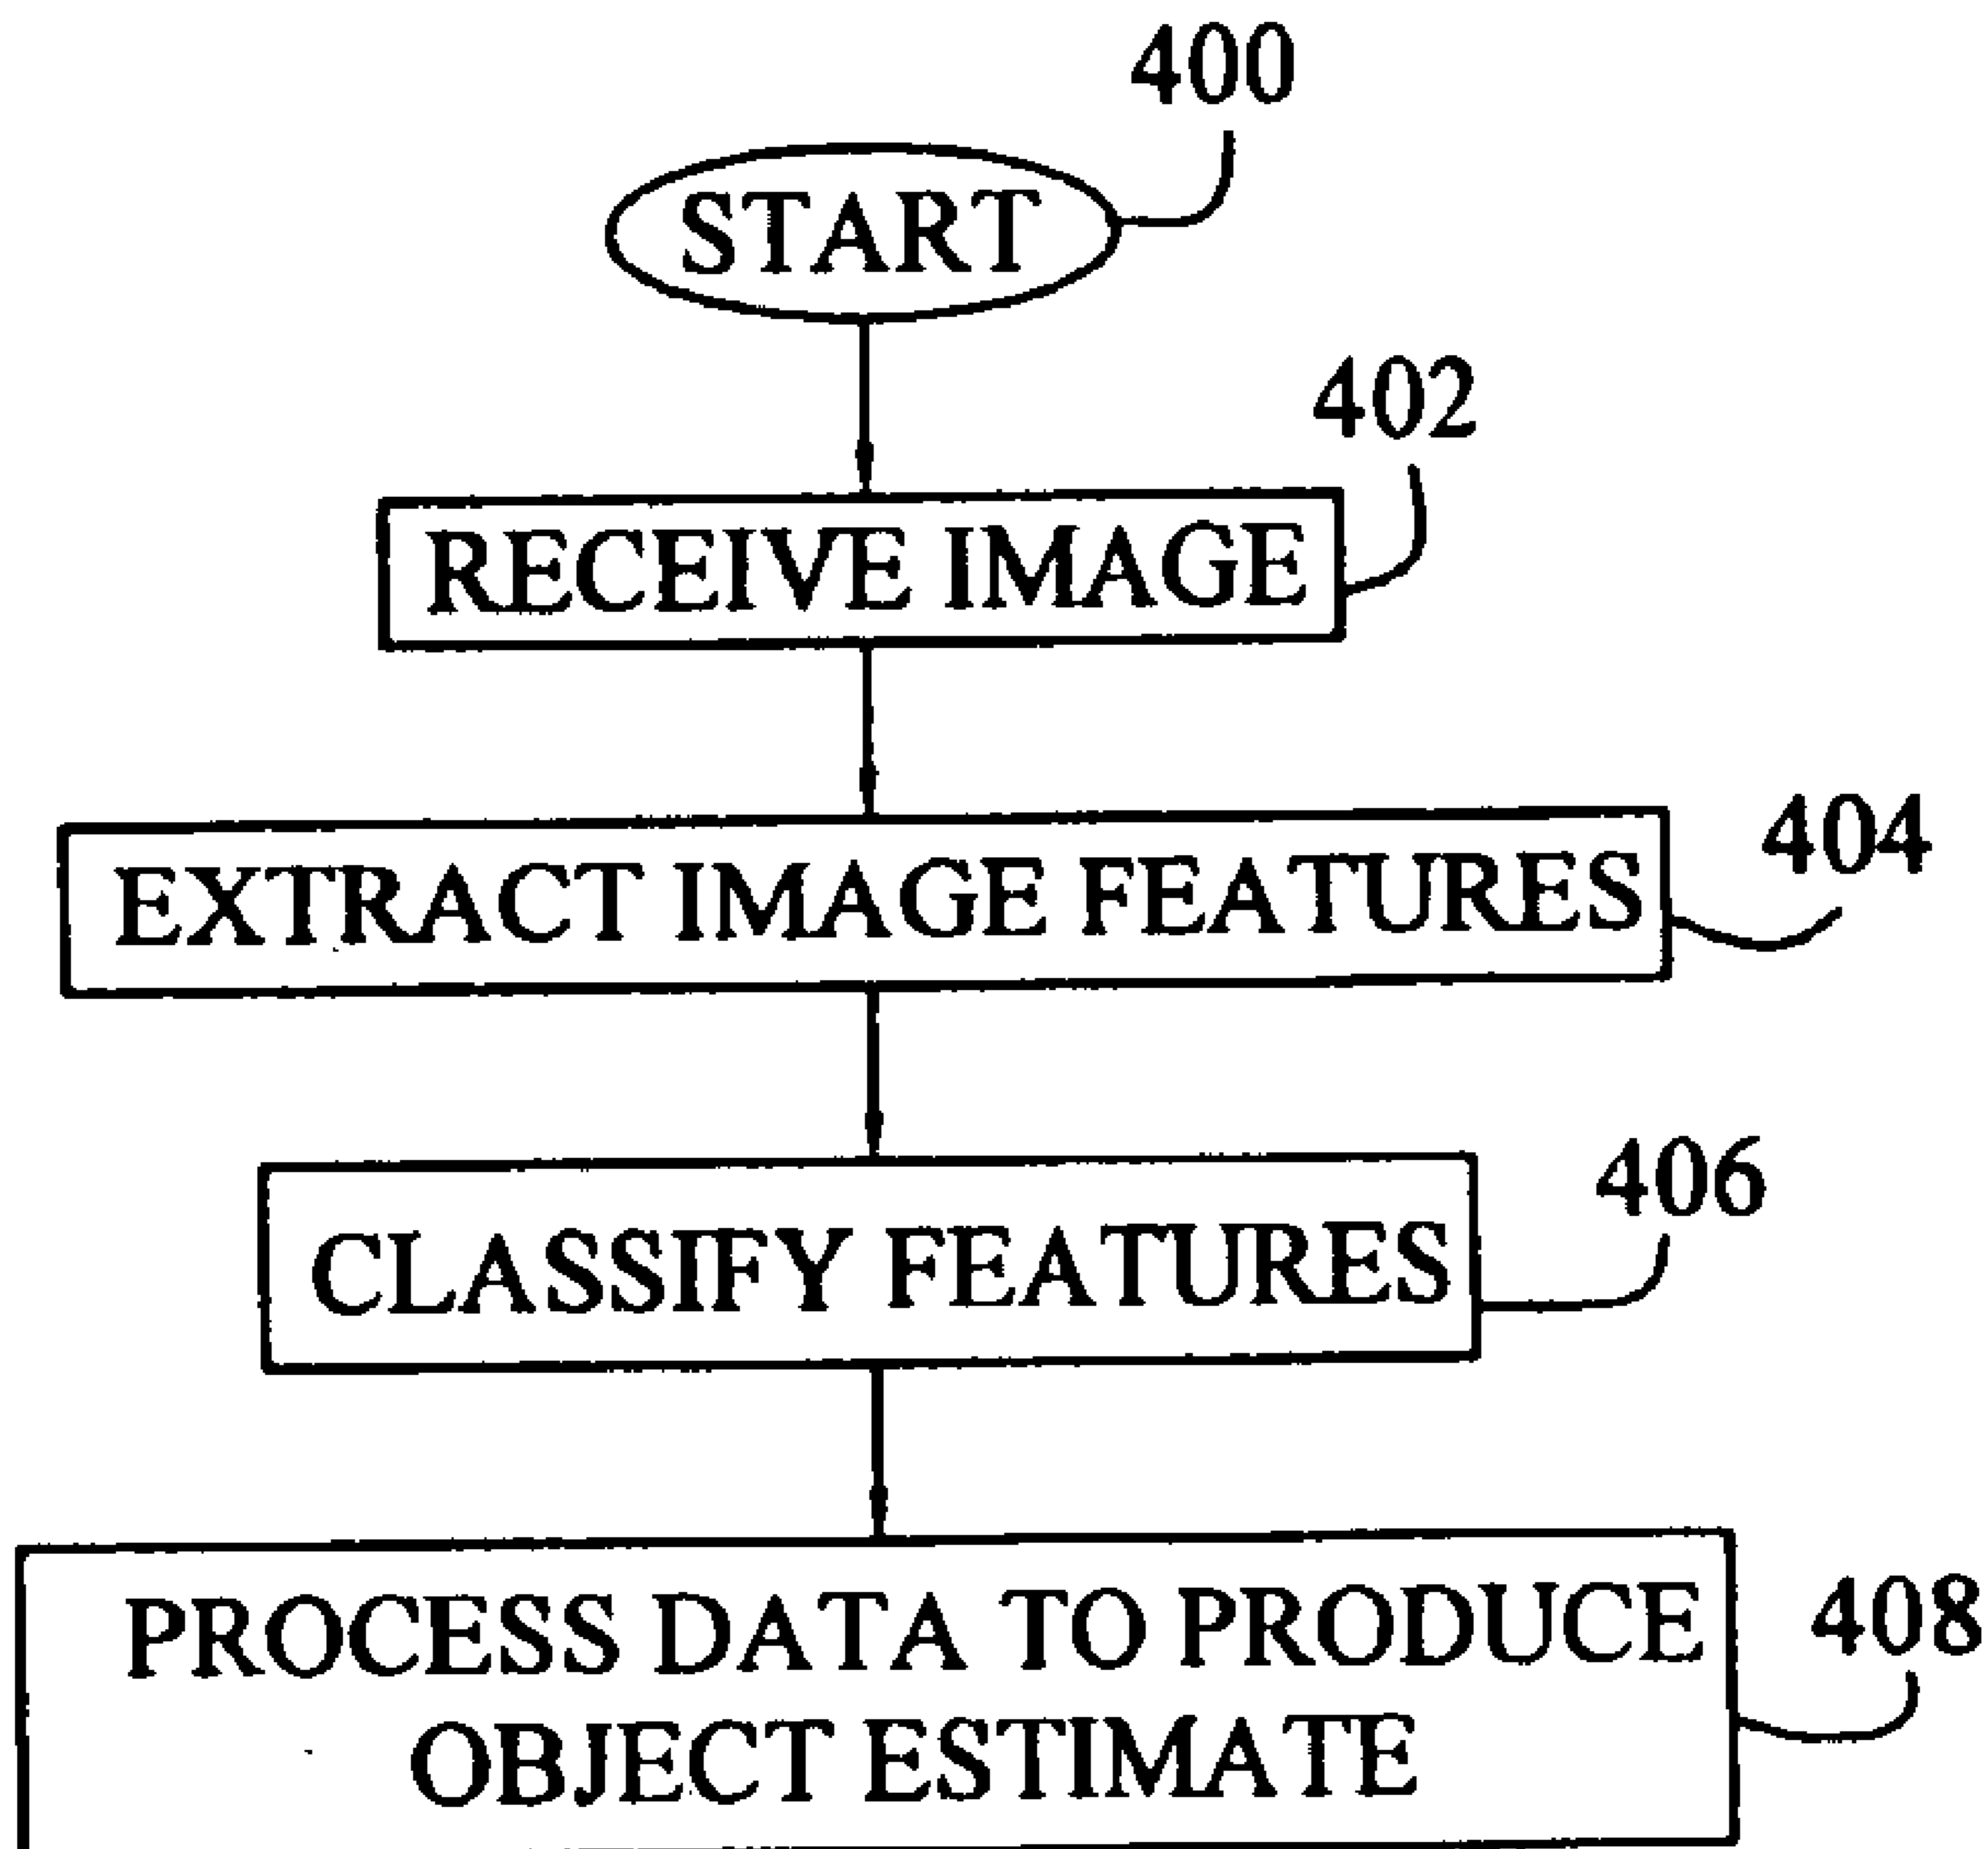 400
START
402
RECEIVE IMAGE
404
EXTRACT IMAGE FEATURES
406
CLASSIFY FEATURES
408
PROCESS DATA TO PRODUCE
OBJECT ESTIMATE